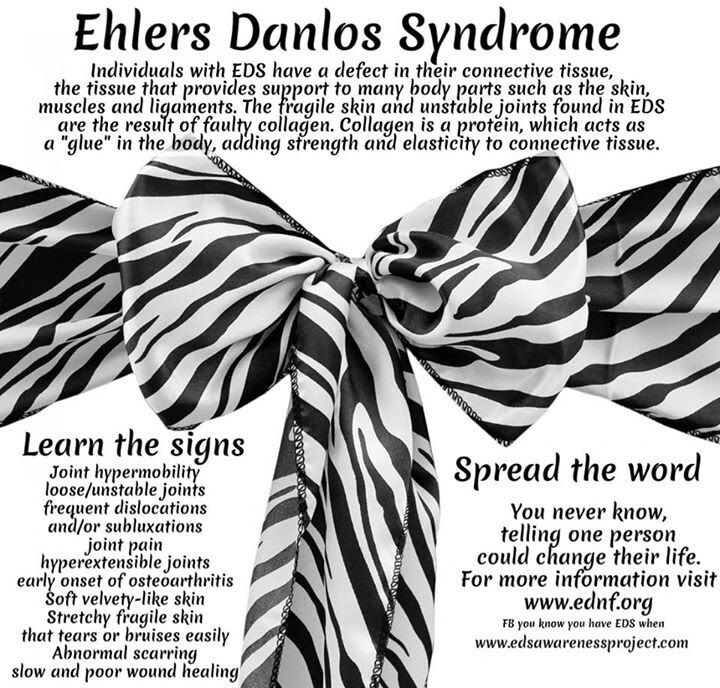 Ehlers Danlos Syndrome
Individuals with EDS have a defect in their connective tissue,
the tissue that provides support to many body parts such as the skin,
muscles and ligaments. The fragile skin and unstable joints found in EDS
are the result of faulty collagen. Collagen is a protein, which acts as
a "glue" in the body, adding strength and elasticity to connective tissue.
Learn the signs
Joint hypermobility
loose/unstable joints
frequent dislocations
and/or subluxations
joint pain
hyperextensible joints
early onset of osteoarthritis
Soft velvety-like skin
Stretchy fragile skin
that tears or bruises easily
Abnormal scarring
slow and poor wound healing
Spread the word
You never know,
telling one person
could change their life.
For more information visit
www.ednf.org
FB you know you have EDS when
www.edsawarenessproject.com